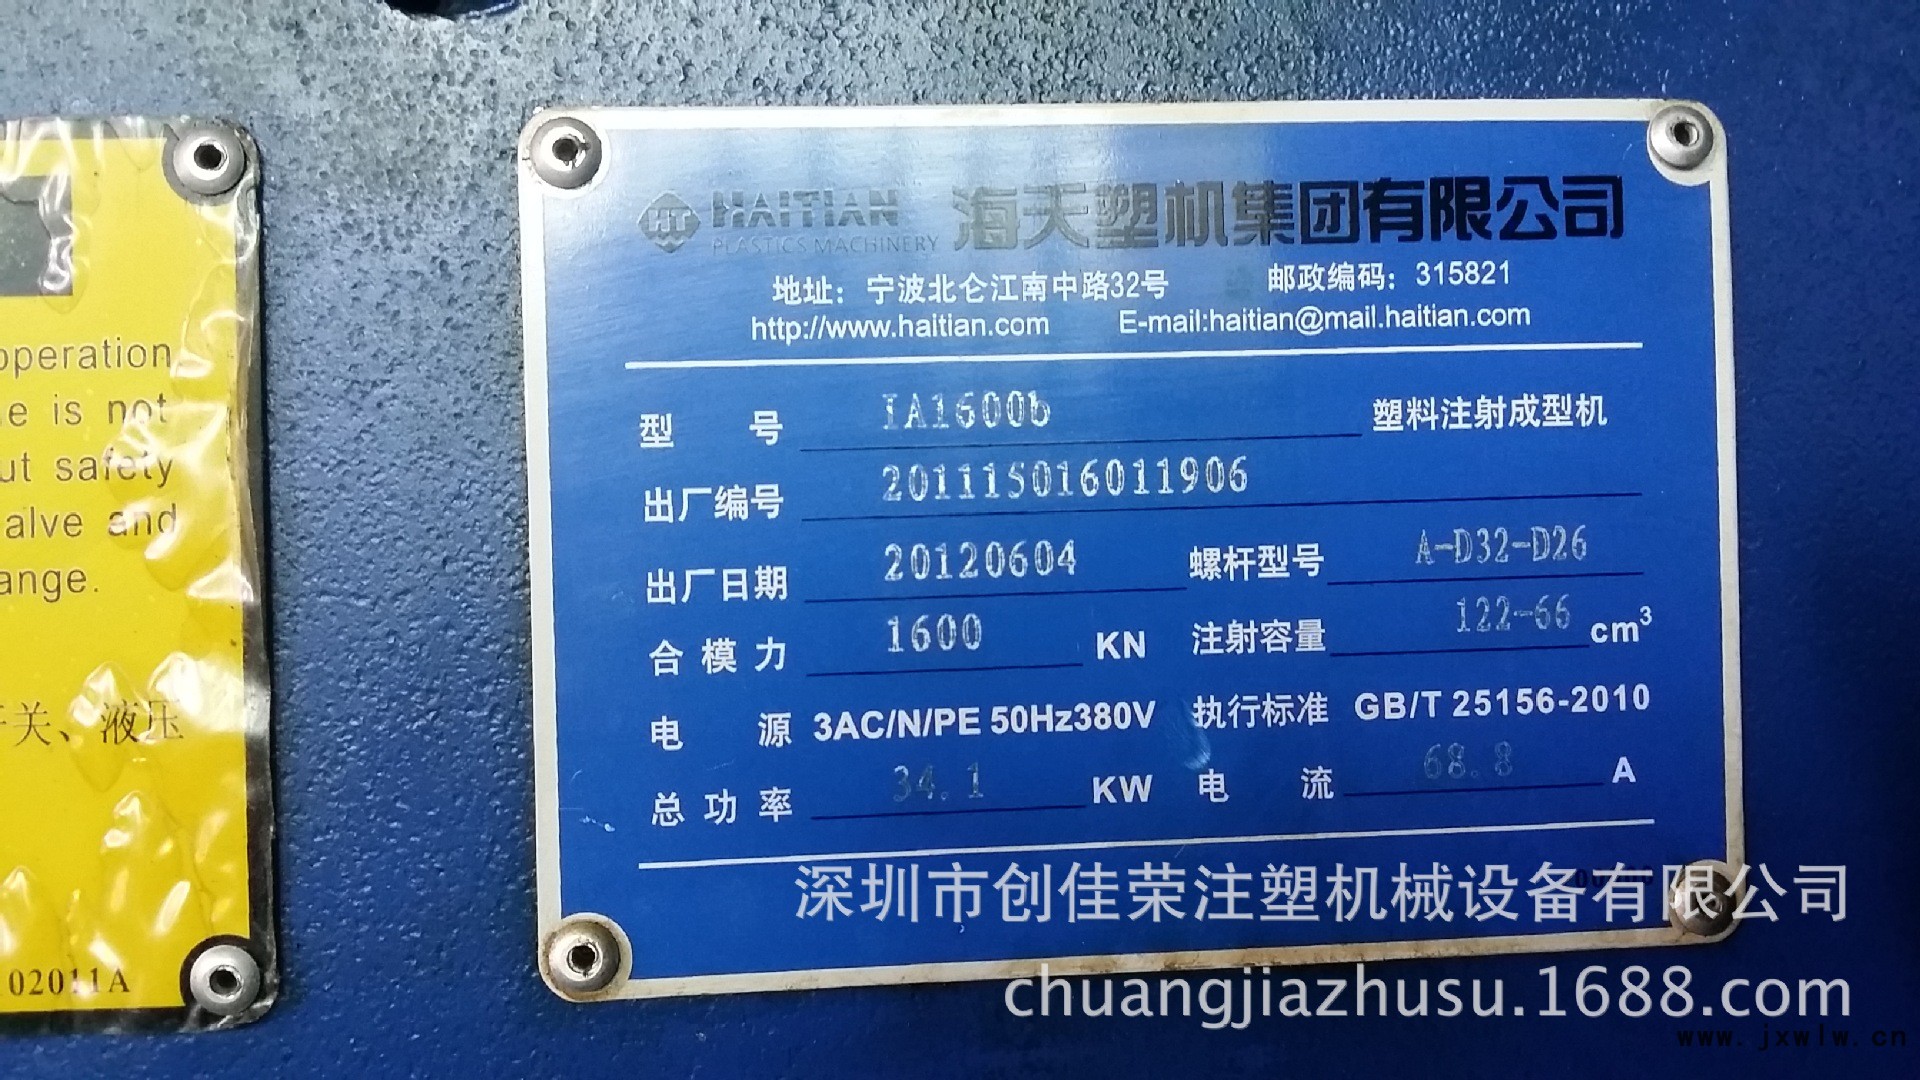 HT HAITIAN PLASTICS MACHINERY 海天塑机集团有限公司
地址：宁波北仑江南中路32号 邮政编码：315821
http://www.haitian.com E-mail:haitian@mail.haitian.com
型 号 IA1600b 塑料注射成型机
出厂编号 201115016011906
出厂日期 20120604 螺杆型号 A-D32-D26
合模力 1600 KN 注射容量 122-66 cm³
电 源 3AC/N/PE 50Hz380V 执行标准 GB/T 25156-2010
总功率 34.1 KW 电 流 68.8 A
深圳市创佳荣注塑机械设备有限公司
chuangjiazhusu.1688.com
www.jxwlw.cn
operation
is not
safety
and
关、液压
02011A